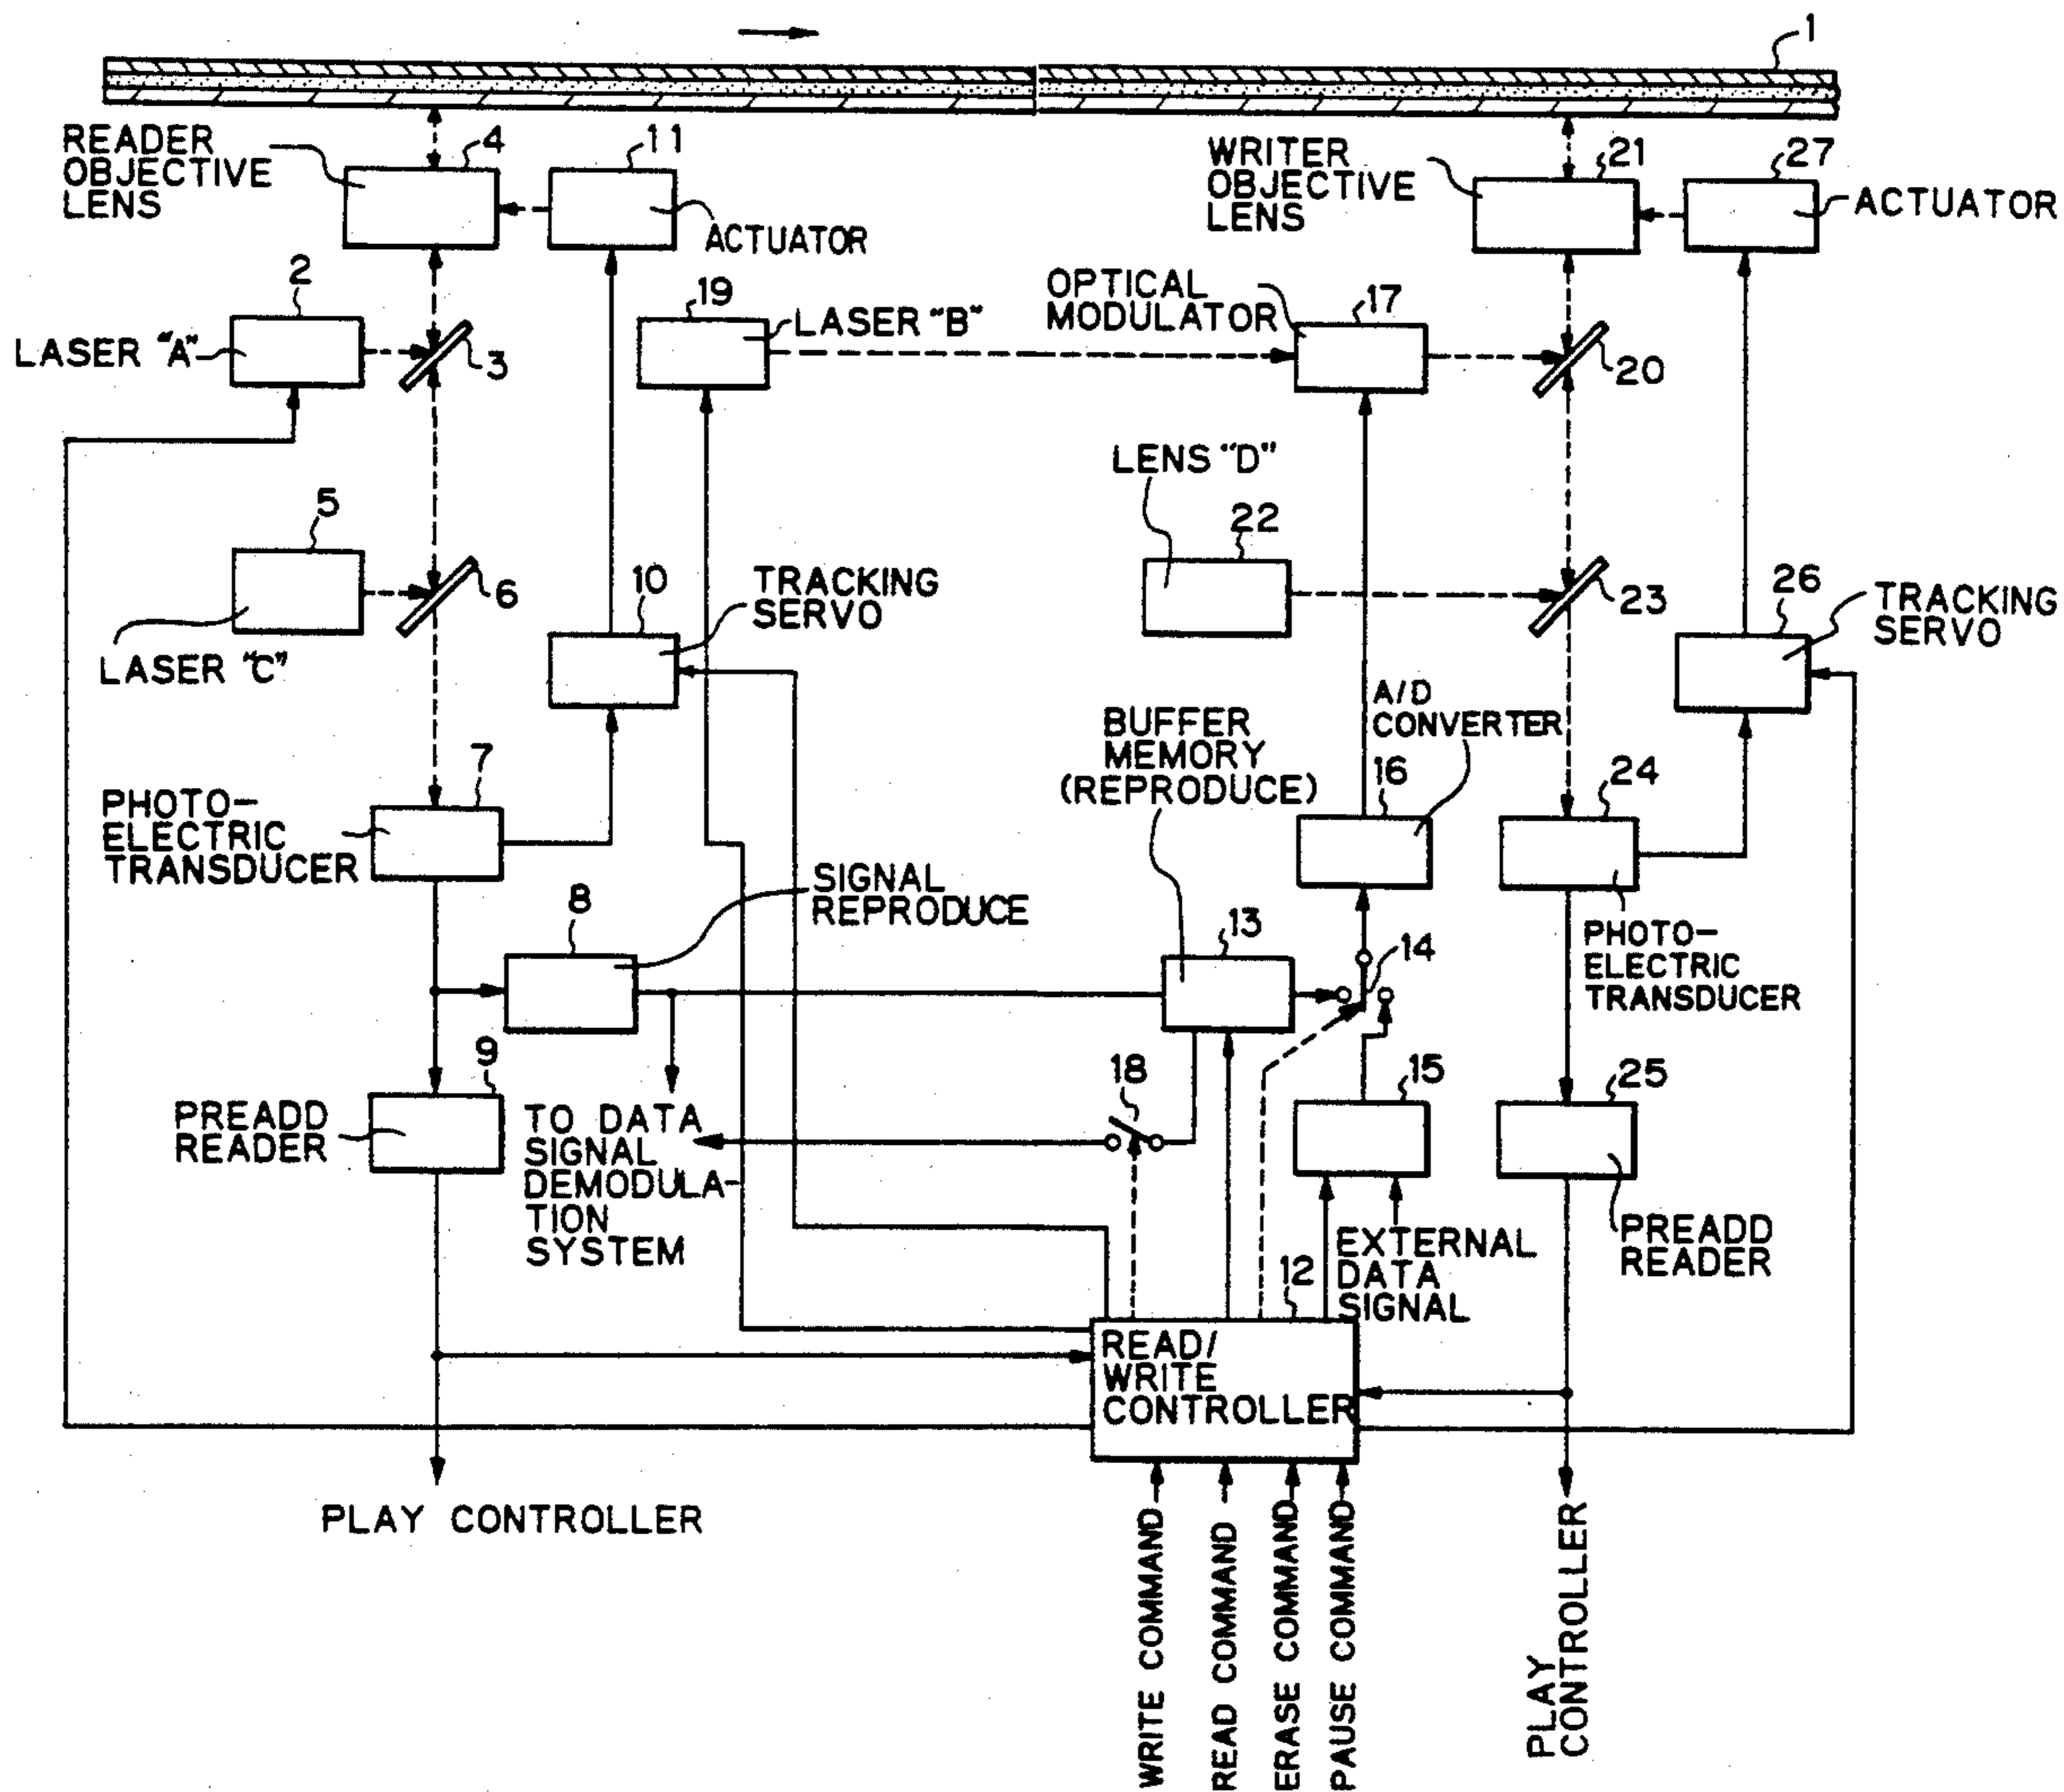 1
READER
OBJECTIVE
LENS
4
11
ACTUATOR
WRITER
OBJECTIVE
LENS
21
27
ACTUATOR
2
LASER "A"
3
19
LASER "B"
OPTICAL
MODULATOR
17
20
LENS "D"
22
23
5
LASER "C"
6
10
TRACKING
SERVO
26
TRACKING
SERVO
A/D
CONVERTER
16
BUFFER
MEMORY
(REPRODUCE)
13
7
PHOTO-
ELECTRIC
TRANSDUCER
24
PHOTO-
ELECTRIC
TRANSDUCER
8
SIGNAL
REPRODUCE
14
9
PREADD
READER
TO DATA
SIGNAL
DEMODULA-
TION
SYSTEM
18
15
25
PREADD
READER
EXTERNAL
DATA
SIGNAL
12
READ/
WRITE
CONTROLLER
PLAY CONTROLLER
WRITE COMMAND
READ COMMAND
ERASE COMMAND
PAUSE COMMAND
PLAY
CONTROLLER